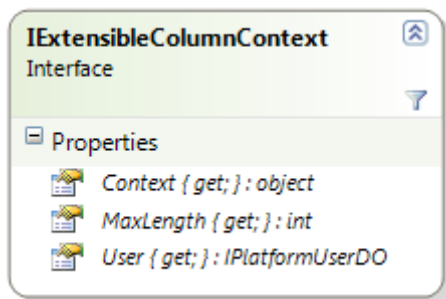 IExtensibleColumnContext
Interface
Properties
Context { get; } : object
MaxLength { get; } : int
User { get; } : IPlatformUserDO